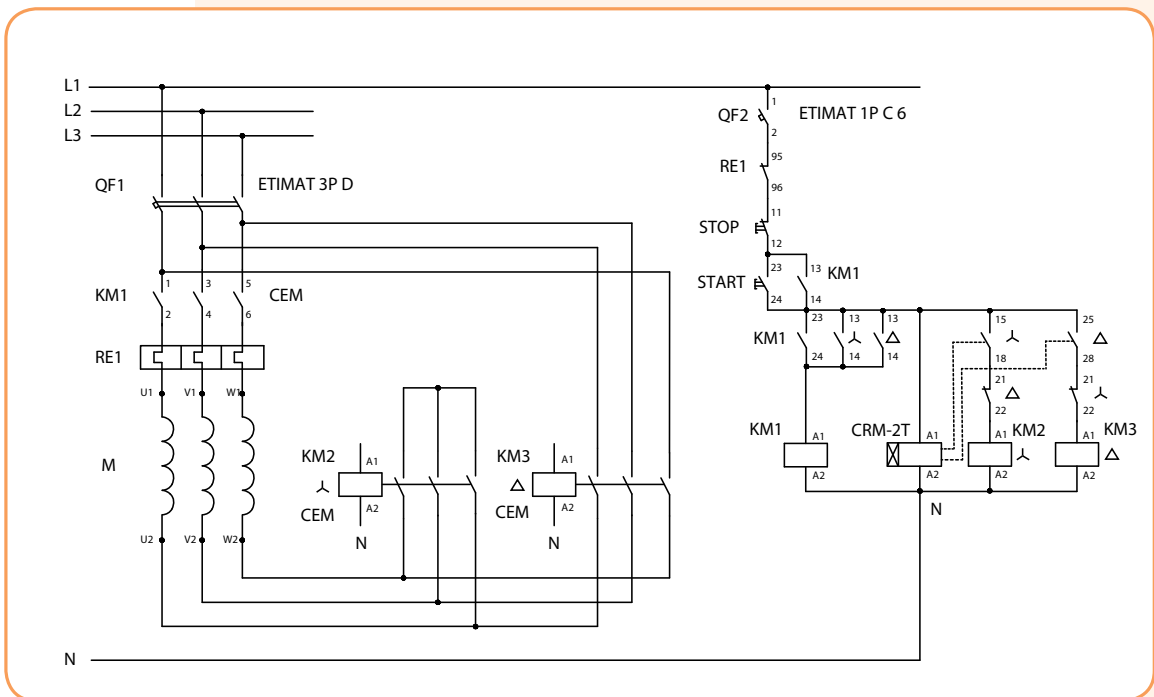 L1
L2
L3
QF1
ETIMAT 3P D
KM1
1
3
5
2
4
6
CEM
RE1
U1
V1
W1
M
U2
V2
W2
KM2
A1
A2
CEM
N
KM3
A1
A2
CEM
N
N
QF2
1
2
ETIMAT 1P C 6
RE1
95
96
STOP
11
12
START
23
24
13
14
KM1
KM1
23
24
13
14
13
14
15
18
25
28
21
22
21
22
KM1
A1
A2
CRM-2T
A1
A2
A1
A2
KM2
A1
A2
KM3
N